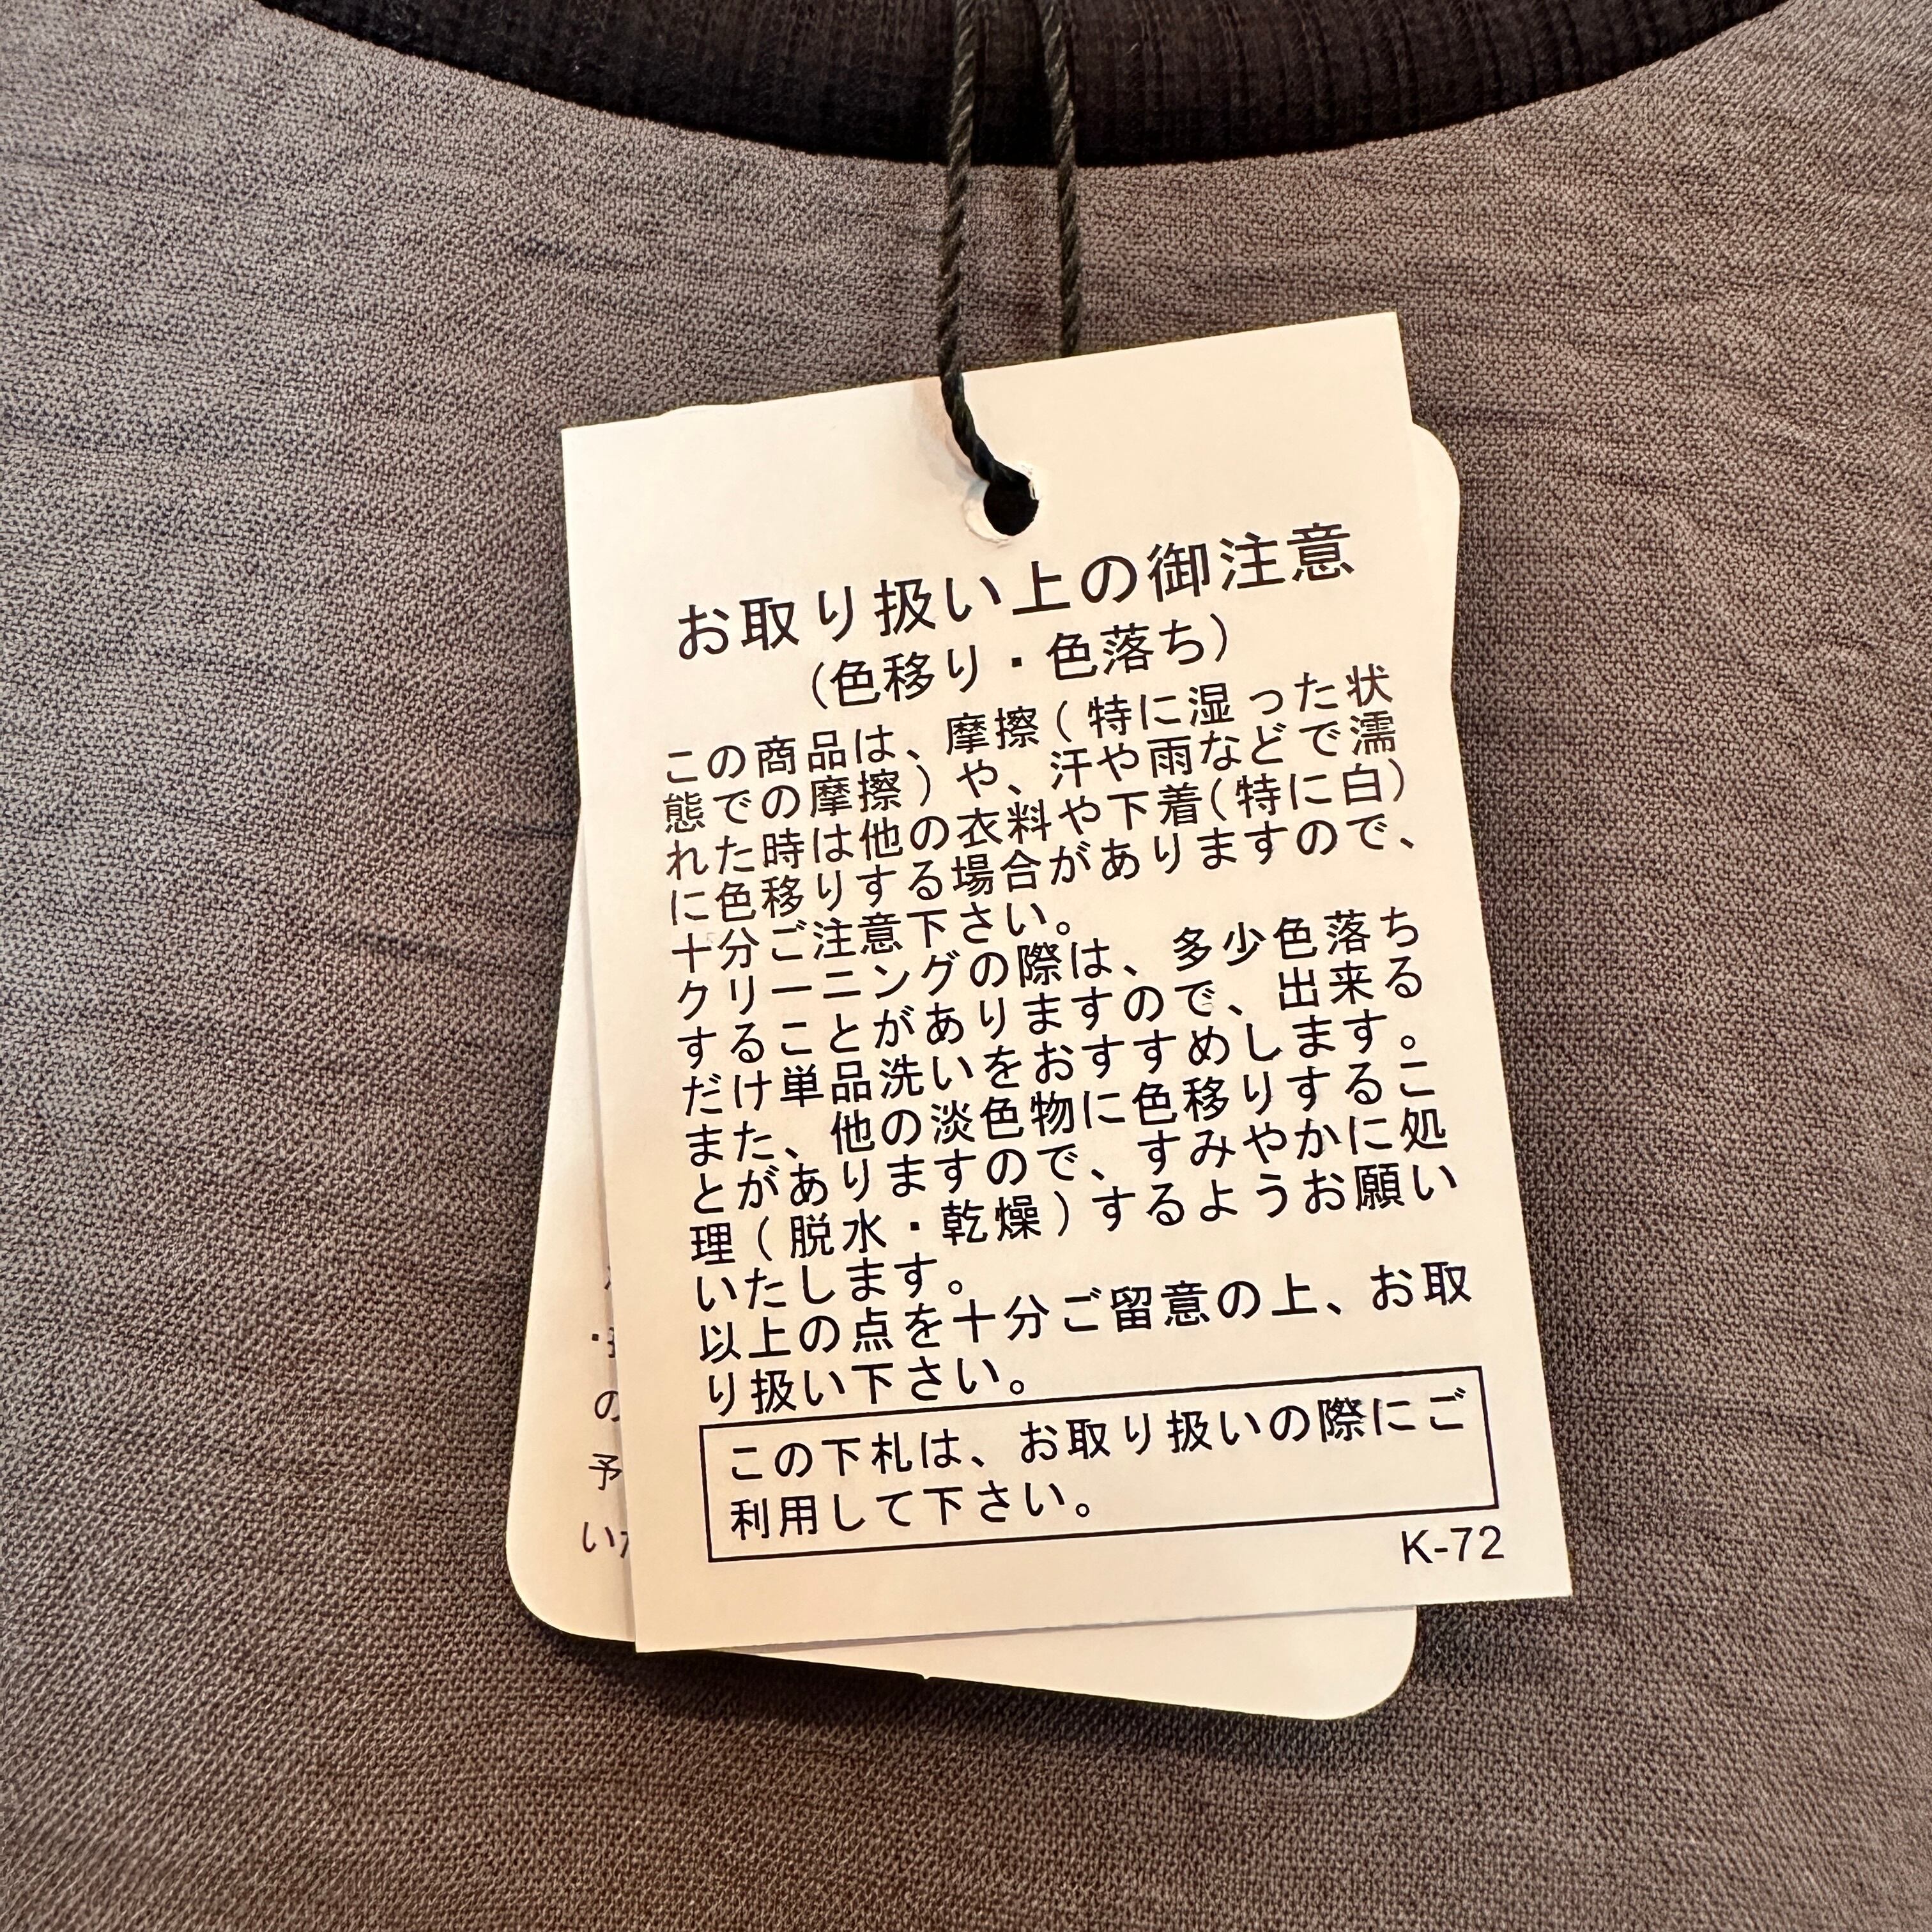 お取り扱い上の御注意
(色移り・色落ち)
この商品は、摩擦(特に湿った状
態での摩擦)や、汗や雨などで濡
れた時は他の衣料や下着(特に白)
に色移りする場合がありますので、
十分ご注意下さい。
クリーニングの際は、多少色落ち
することがありますので、出来る
だけ単品洗いをおすすめします。
また、他の淡色物に色移りするこ
とがありますので、すみやかに処
理(脱水・乾燥)するようお願い
いたします。
以上の点を十分ご留意の上、お取
り扱い下さい。
この下札は、お取り扱いの際にご
利用して下さい。
K-72
の
予
い